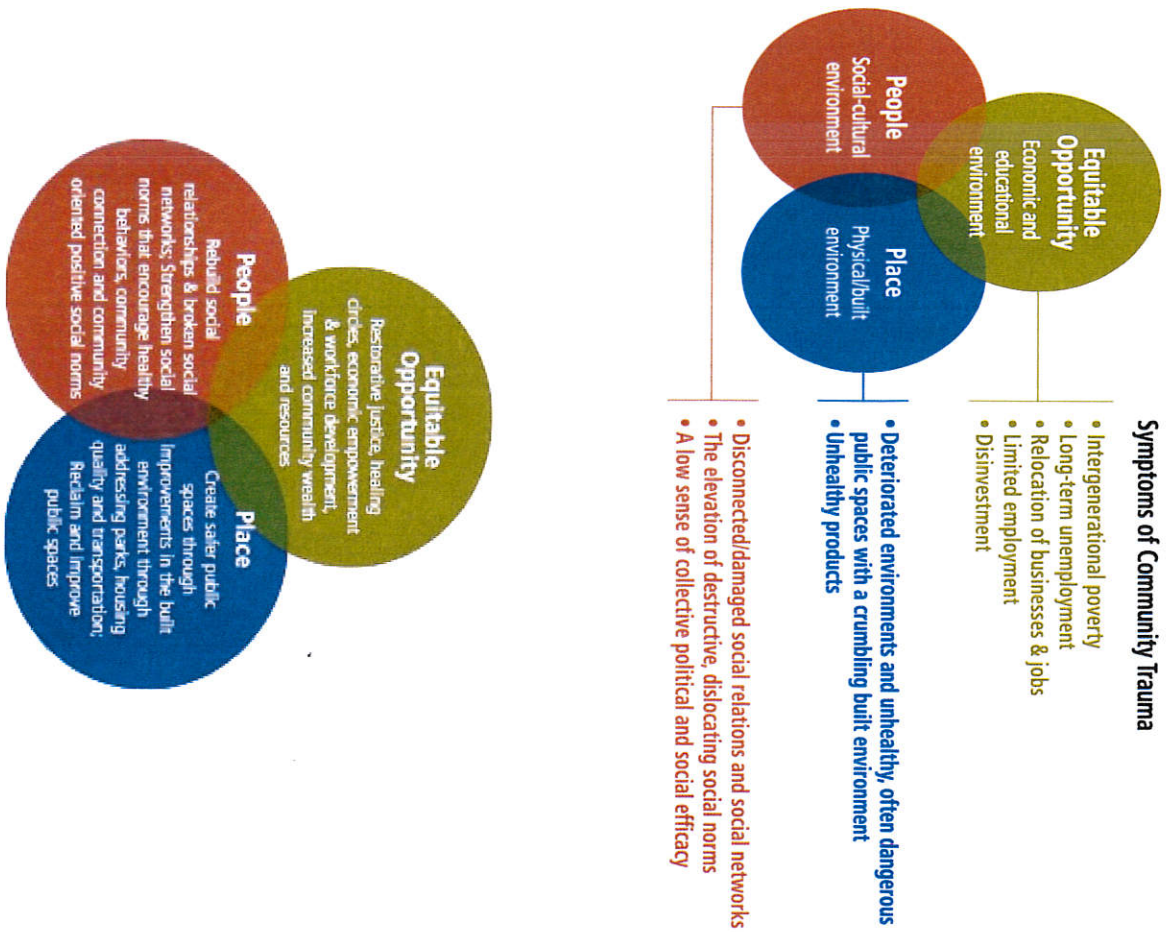 Symptoms of Community Trauma
Equitable
Opportunity
Economic and
educational
environment
• Intergenerational poverty
• Long-term unemployment
• Relocation of businesses & jobs
• Limited employment
• Disinvestment
People
Social-cultural
environment
Place
Physical/built
environment
• Deteriorated environments and unhealthy, often dangerous
public spaces with a crumbling built environment
• Unhealthy products
• Disconnected/damaged social relations and social networks
• The elevation of destructive, dislocating social norms
• A low sense of collective political and social efficacy
Equitable
Opportunity
Restorative justice, healing
circles, economic empowerment
& workforce development,
increased community wealth
and resources
People
Rebuild social
relationships & broken social
networks; Strengthen social
norms that encourage healthy
behaviors, community
connection and community
oriented positive social norms
Place
Create safer public
spaces through
improvements in the built
environment through
addressing parks, housing
quality and transportation;
Reclaim and improve
public spaces